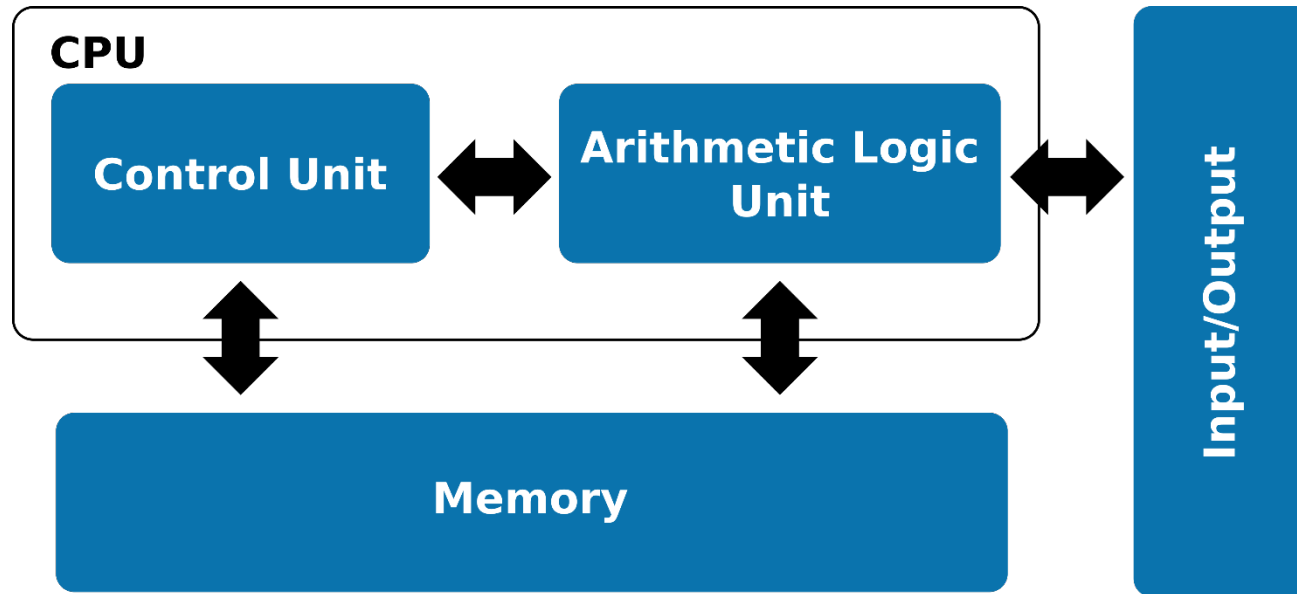 CPU
Control Unit
Arithmetic Logic
Unit
Input/Output
Memory